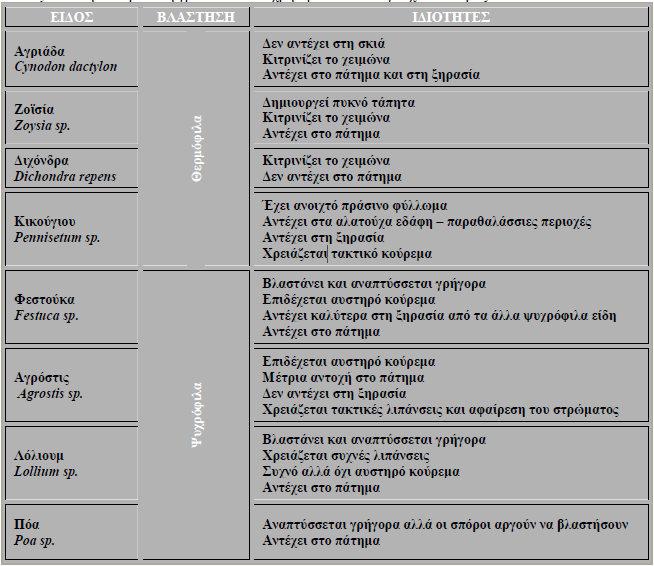 ΕΙΔΟΣ ΒΛΑΣΤΗΣΗ ΙΔΙΟΤΗΤΕΣ
Αγριάδα
Cynodon dactylon
Θερμόφιλα
Δεν αντέχει στη σκιά
Κιτρινίζει το χειμώνα
Αντέχει στο πάτημα και στη ξηρασία
Ζοϊσία
Zoysia sp.
Δημιουργεί πυκνό τάπητα
Κιτρινίζει το χειμώνα
Αντέχει στο πάτημα
Διχόνδρα
Dichondra repens
Κιτρινίζει το χειμώνα
Δεν αντέχει στο πάτημα
Κικούγιου
Pennisetum sp.
Έχει ανοιχτό πράσινο φύλλωμα
Αντέχει στα αλατούχα εδάφη – παραθαλάσσιες περιοχές
Αντέχει στη ξηρασία
Χρειάζεται τακτικό κούρεμα
Φεστούκα
Festuca sp.
Ψυχρόφιλα
Βλαστάνει και αναπτύσσεται γρήγορα
Επιδέχεται αυστηρό κούρεμα
Αντέχει καλύτερα στη ξηρασία από τα άλλα ψυχρόφιλα είδη
Αντέχει στο πάτημα
Αγρόστις
Agrostis sp.
Επιδέχεται αυστηρό κούρεμα
Μέτρια αντοχή στο πάτημα
Δεν αντέχει στη ξηρασία
Χρειάζεται τακτικές λιπάνσεις και αφαίρεση του στρώματος
Λόλιουμ
Lollium sp.
Βλαστάνει και αναπτύσσεται γρήγορα
Χρειάζεται συχνές λιπάνσεις
Συχνό αλλά όχι αυστηρό κούρεμα
Αντέχει στο πάτημα
Πόα
Poa sp.
Αναπτύσσεται γρήγορα αλλά οι σπόροι αργούν να βλαστήσουν
Αντέχει στο πάτημα